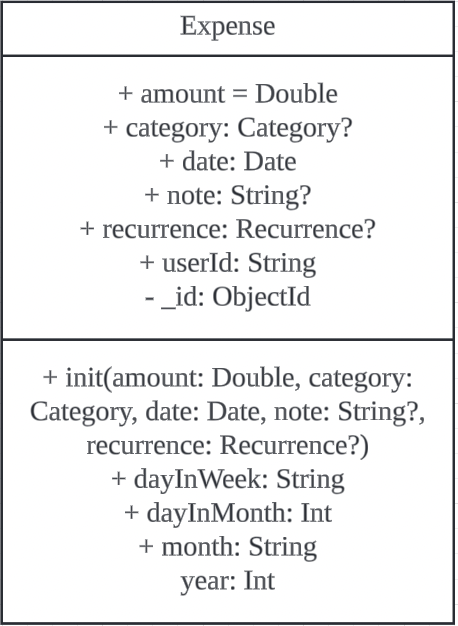 Expense
+ amount = Double
+ category: Category?
+ date: Date
+ note: String?
+ recurrence: Recurrence?
+ userId: String
- _id: ObjectId
+ init(amount: Double, category:
Category, date: Date, note: String?,
recurrence: Recurrence?)
+ dayInWeek: String
+ dayInMonth: Int
+ month: String
year: Int